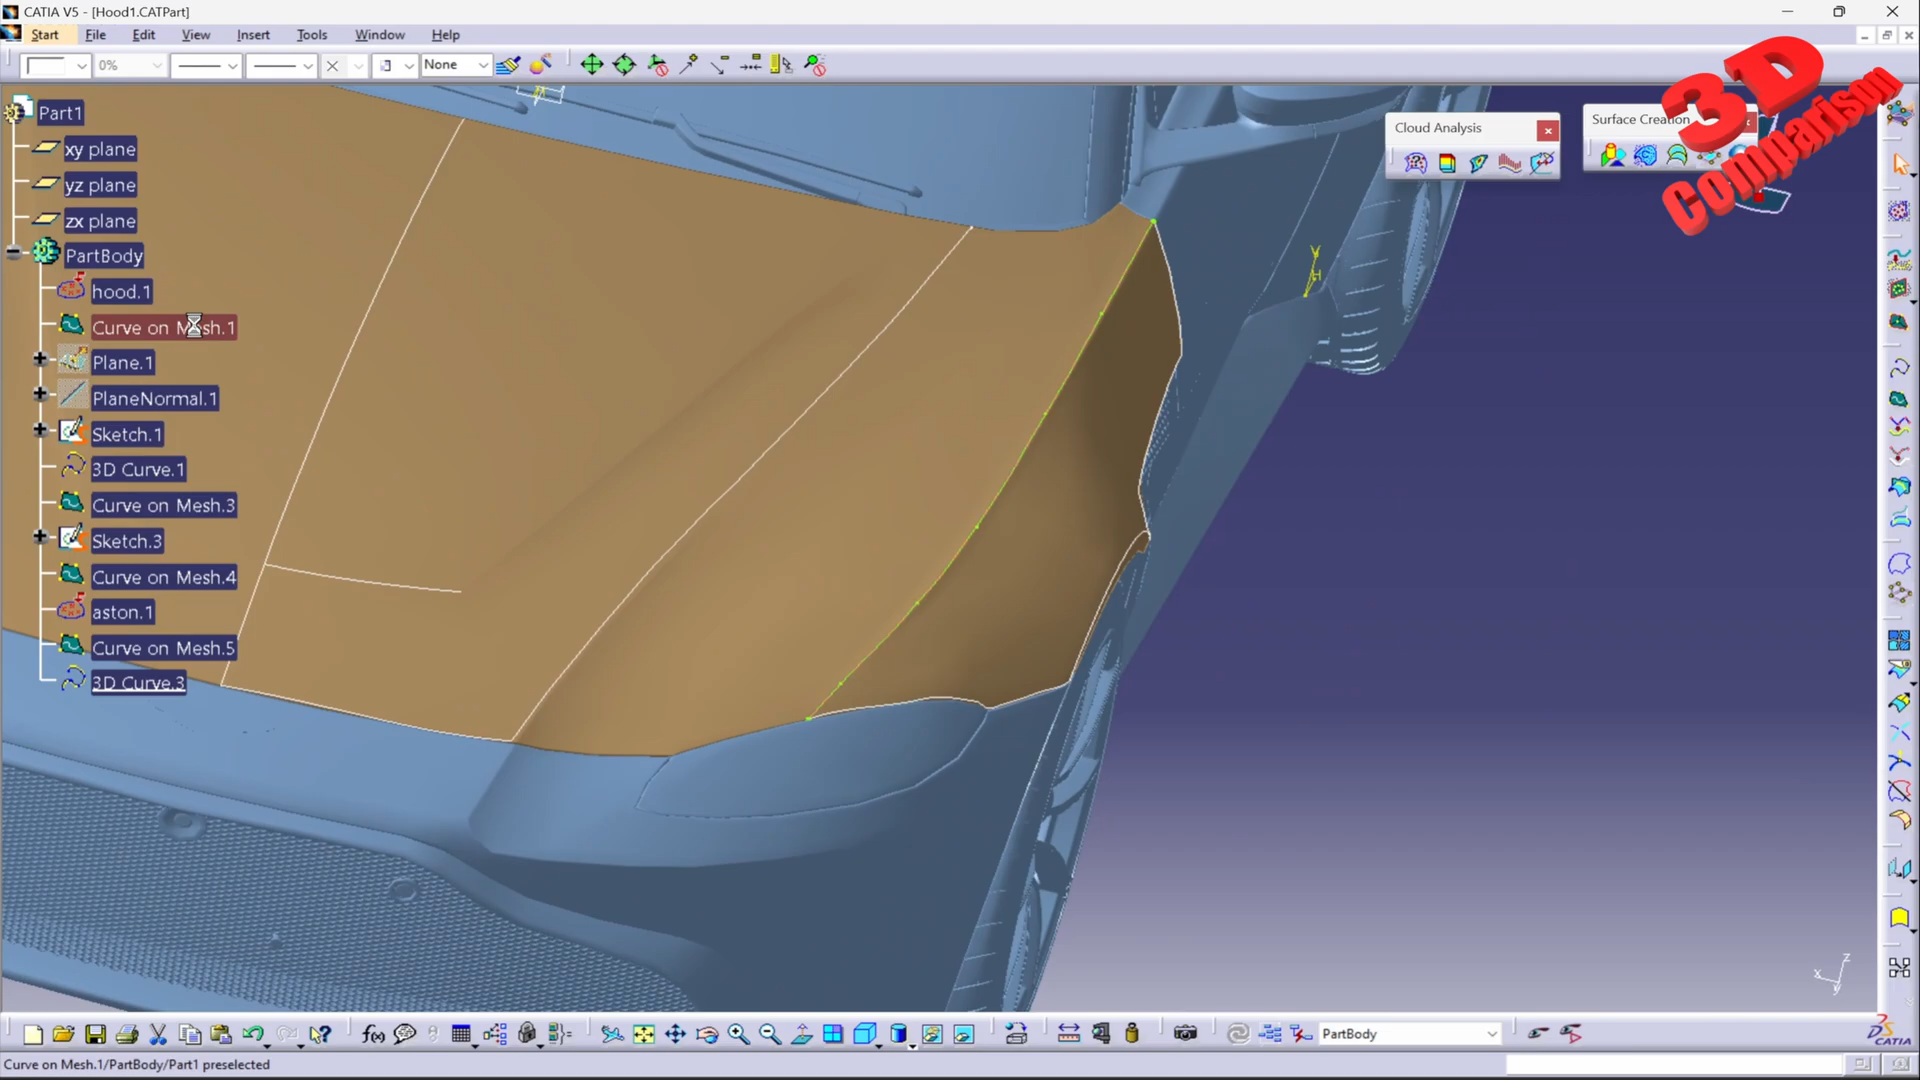 CATIA V5 - [Hood1.CATPart]
Start File Edit View Insert Tools Window Help
0% None
3D
Comparison
Cloud Analysis
Surface Creation
Part1
xy plane
yz plane
zx plane
PartBody
hood.1
Curve on Mesh.1
Plane.1
PlaneNormal.1
Sketch.1
3D Curve.1
Curve on Mesh.3
Sketch.3
Curve on Mesh.4
aston.1
Curve on Mesh.5
3D Curve.3
V
H
z
x
y
f(x)
PartBody
CATIA
Curve on Mesh.1/PartBody/Part1 preselected